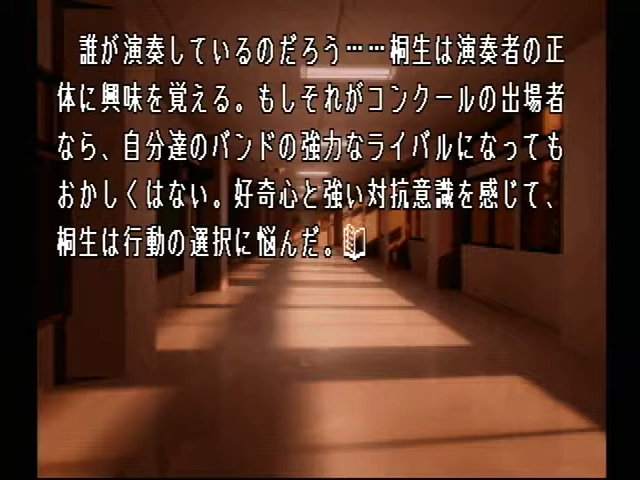 誰が演奏しているのだろう……桐生は演奏者の正
体に興味を覚える。もしそれがコンクールの出場者
なら、自分達のバンドの強力なライバルになっても
おかしくはない。好奇心と強い対抗意識を感じて、
桐生は行動の選択に悩んだ。